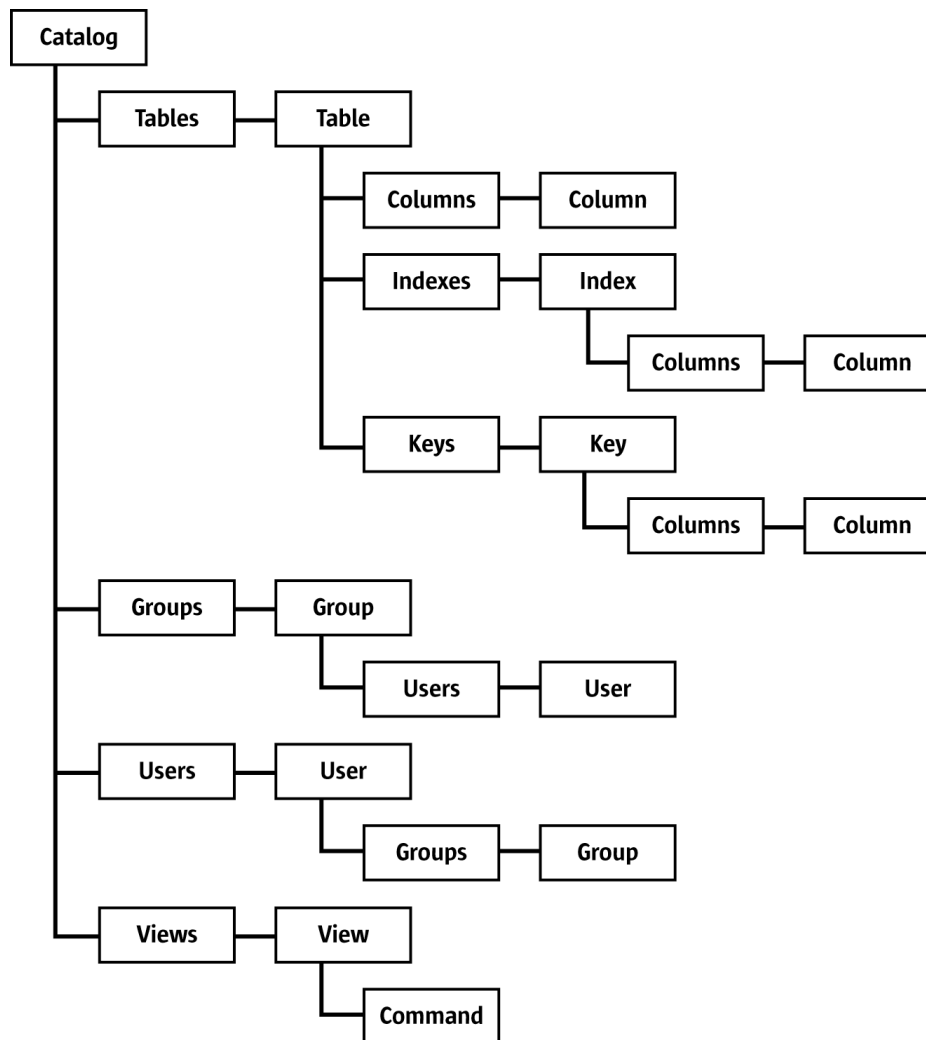 Catalog
Tables
Table
Columns
Column
Indexes
Index
Columns
Column
Keys
Key
Columns
Column
Groups
Group
Users
User
Users
User
Groups
Group
Views
View
Command